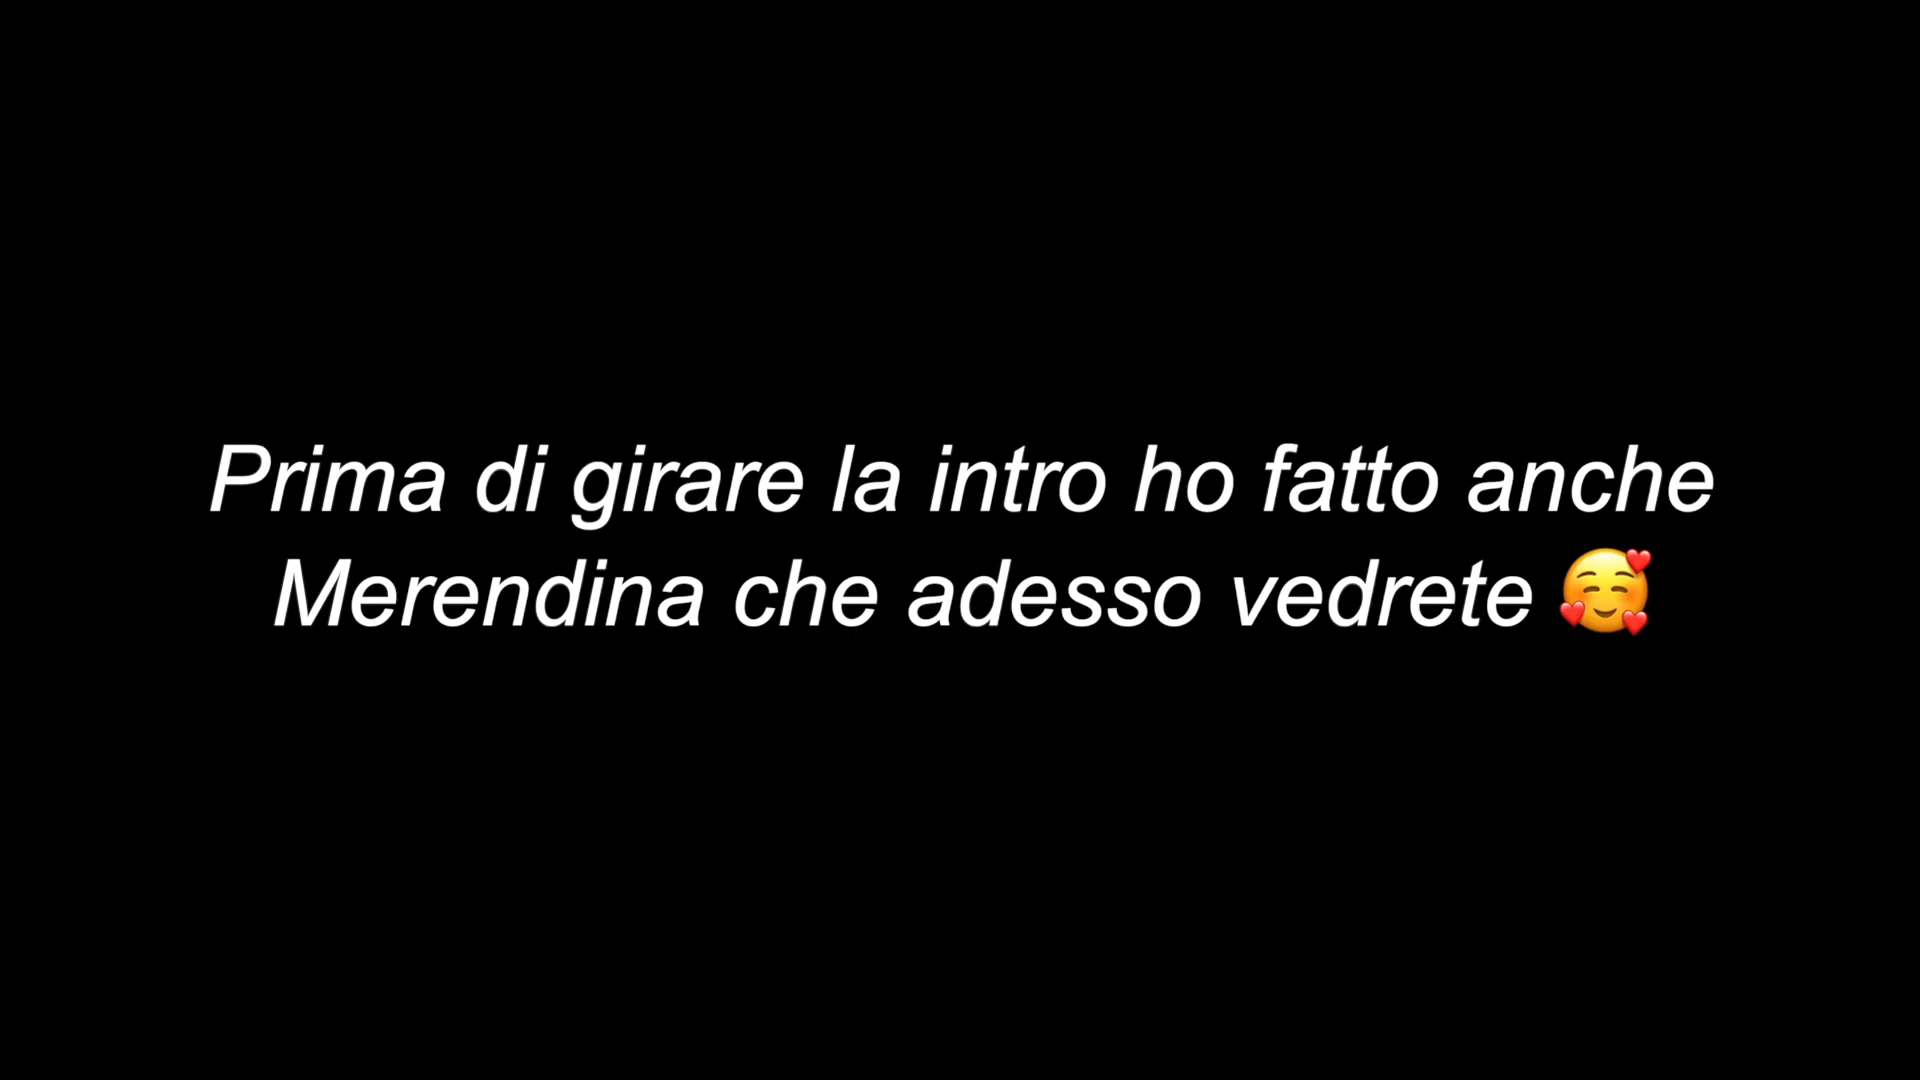 Prima di girare la intro ho fatto anche
Merendina che adesso vedrete 🥰